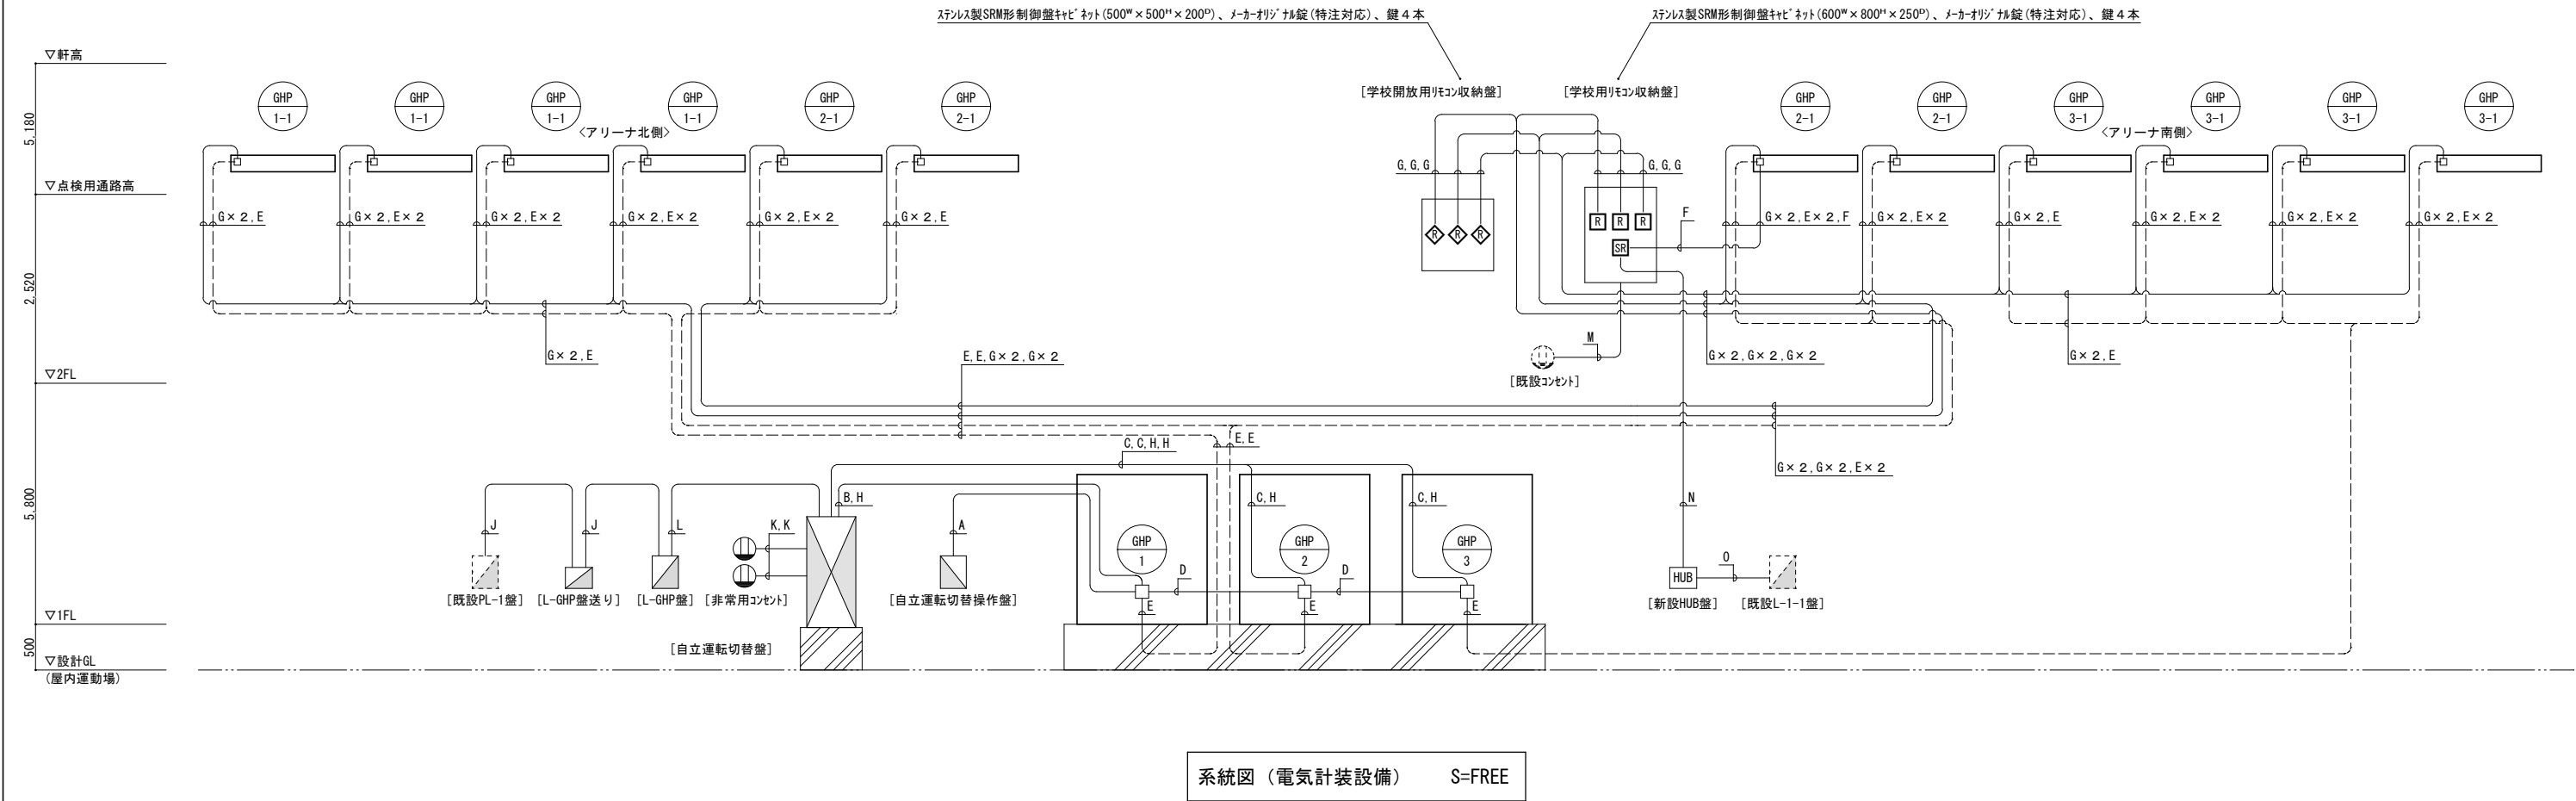 ステンレス製SRM形制御盤キャビネット(500ᵂ×500ᴴ×200ᴰ)、メーカーオリジナル錠(特注対応)、鍵４本
ステンレス製SRM形制御盤キャビネット(600ᵂ×800ᴴ×250ᴰ)、メーカーオリジナル錠(特注対応)、鍵４本
▽軒高
[学校開放用リモコン収納盤]
[学校用リモコン収納盤]
GHP 1-1
GHP 1-1
GHP 1-1
GHP 1-1
GHP 2-1
GHP 2-1
GHP 2-1
GHP 2-1
GHP 3-1
GHP 3-1
GHP 3-1
GHP 3-1
<アリーナ北側>
<アリーナ南側>
5,180
G,G,G
G,G,G
▽点検用通路高
G×2,E
G×2,E×2
G×2,E×2
G×2,E×2
G×2,E×2
G×2,E
R
R
R
R
R
R
SR
F
G×2,E×2,F
G×2,E×2
G×2,E
G×2,E×2
G×2,E×2
G×2,E×2
2,520
G×2,E
E,E,G×2,G×2
M
[既設コンセント]
G×2,G×2,G×2
G×2,E
▽2FL
C,C,H,H
E,E
G×2,G×2,E×2
5,800
J
J
L
K,K
B,H
A
C,H
C,H
N
GHP 1
GHP 2
GHP 3
D
D
E
E
E
HUB
O
[既設PL-1盤]
[L-GHP盤送り]
[L-GHP盤]
[非常用コンセント]
[自立運転切替操作盤]
[新設HUB盤]
[既設L-1-1盤]
▽1FL
500
[自立運転切替盤]
▽設計GL
(屋内運動場)
系統図（電気計装設備） S=FREE